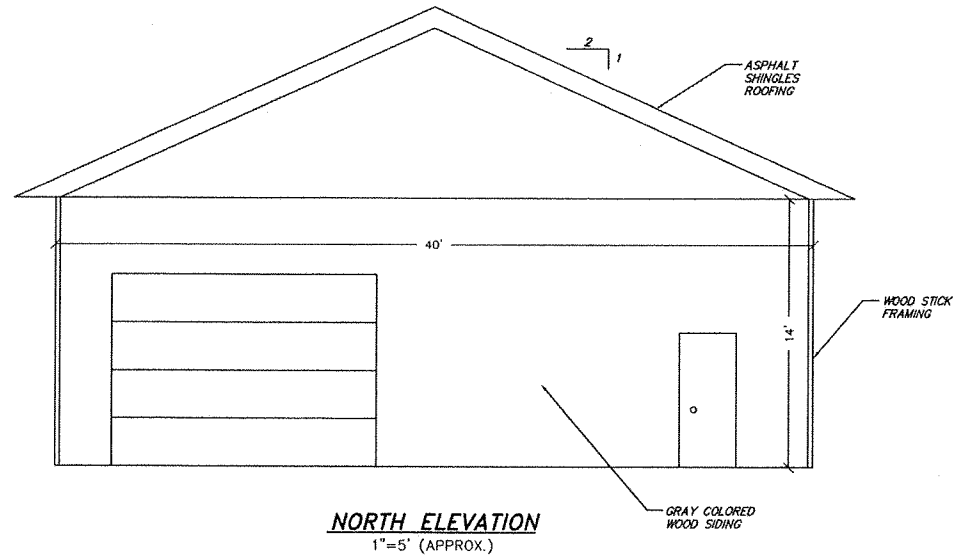 2
1
ASPHALT
SHINGLES
ROOFING
40'
14'
WOOD STICK
FRAMING
GRAY COLORED
WOOD SIDING
NORTH ELEVATION
1"=5' (APPROX.)